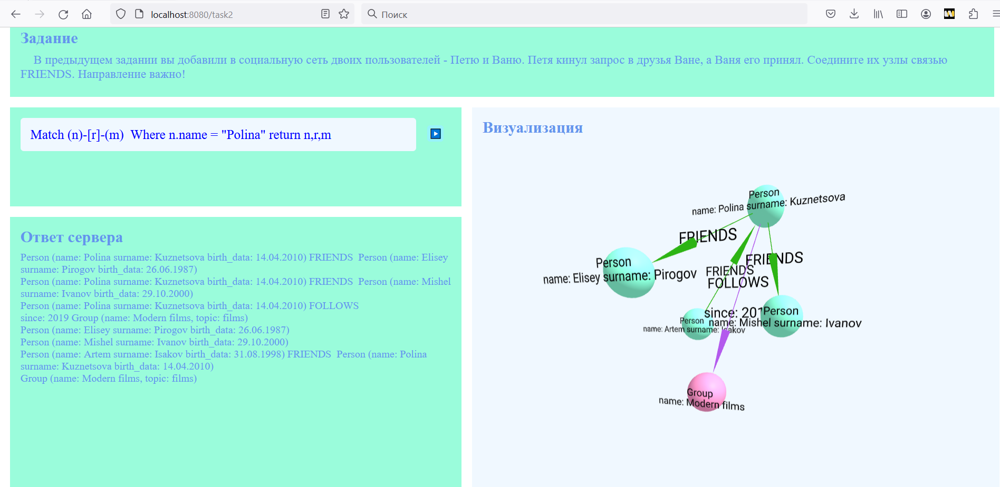 localhost:8080/task2
Поиск
Задание
В предыдущем задании вы добавили в социальную сеть двоих пользователей - Петю и Ваню. Петя кинул запрос в друзья Ване, а Ваня его принял. Соедините их узлы связью
FRIENDS. Направление важно!
Match (n)-[r]-(m)  Where n.name = "Polina" return n,r,m
Ответ сервера
Person (name: Polina surname: Kuznetsova birth_data: 14.04.2010) FRIENDS  Person (name: Elisey
surname: Pirogov birth_data: 26.06.1987)
Person (name: Polina surname: Kuznetsova birth_data: 14.04.2010) FRIENDS  Person (name: Mishel
surname: Ivanov birth_data: 29.10.2000)
Person (name: Polina surname: Kuznetsova birth_data: 14.04.2010) FOLLOWS
since: 2019 Group (name: Modern films, topic: films)
Person (name: Elisey surname: Pirogov birth_data: 26.06.1987)
Person (name: Mishel surname: Ivanov birth_data: 29.10.2000)
Person (name: Artem surname: Isakov birth_data: 31.08.1998) FRIENDS  Person (name: Polina
surname: Kuznetsova birth_data: 14.04.2010)
Group (name: Modern films, topic: films)
Визуализация
Person
name: Polina surname: Kuznetsova
FRIENDS
Person
name: Elisey surname: Pirogov
FRIENDS
FRIENDS
FOLLOWS
since: 201
Person
name: Mishel surname: Ivanov
Person
name: Artem surname: Isakov
Group
name: Modern films